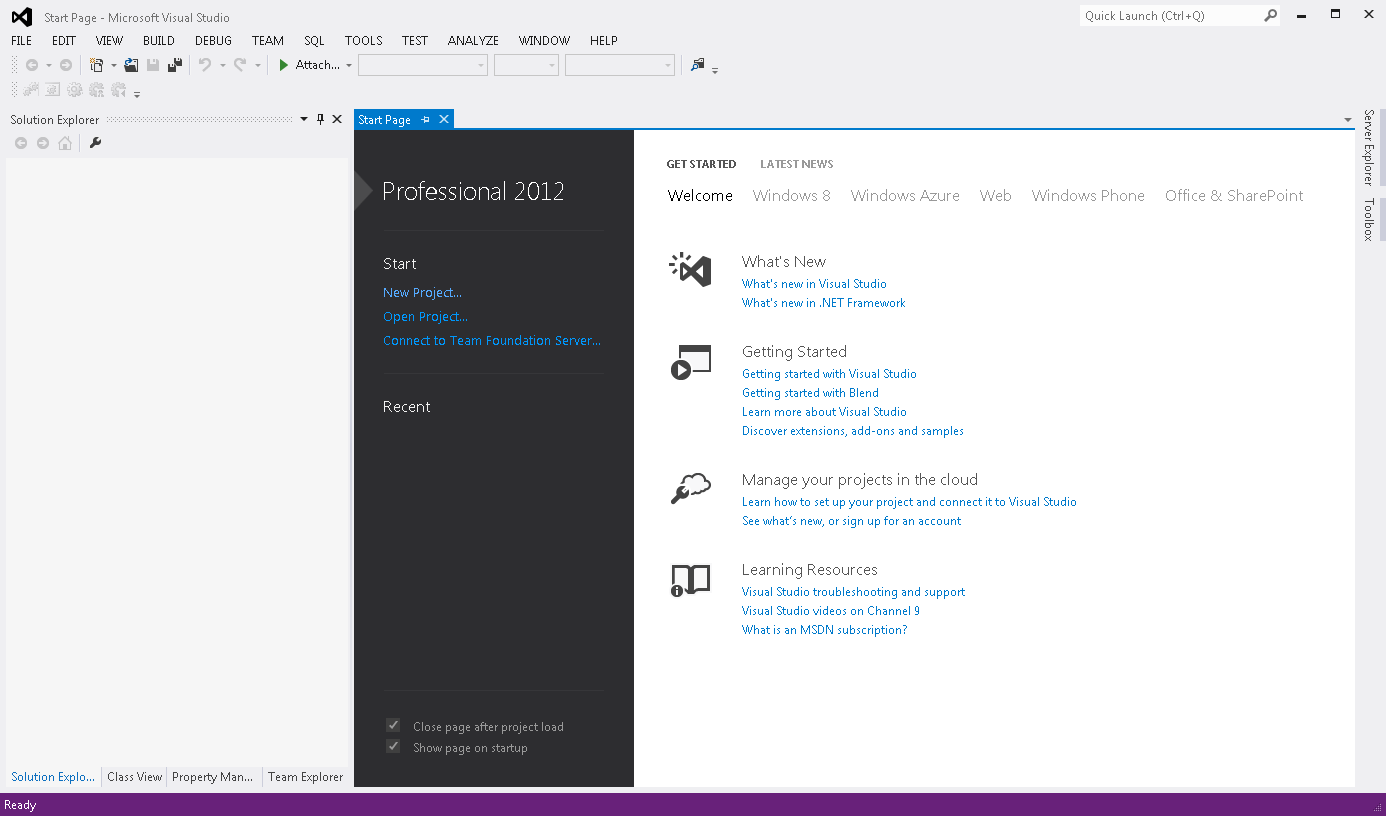 Start Page - Microsoft Visual Studio
Quick Launch (Ctrl+Q)
FILE EDIT VIEW BUILD DEBUG TEAM SQL TOOLS TEST ANALYZE WINDOW HELP
Attach...
Solution Explorer
Start Page
Server Explorer
Toolbox
Professional 2012
Start
New Project...
Open Project...
Connect to Team Foundation Server...
Recent
Close page after project load
Show page on startup
GET STARTED LATEST NEWS
Welcome Windows 8 Windows Azure Web Windows Phone Office & SharePoint
What's New
What's new in Visual Studio
What's new in .NET Framework
Getting Started
Getting started with Visual Studio
Getting started with Blend
Learn more about Visual Studio
Discover extensions, add-ons and samples
Manage your projects in the cloud
Learn how to set up your project and connect it to Visual Studio
See what's new, or sign up for an account
Learning Resources
Visual Studio troubleshooting and support
Visual Studio videos on Channel 9
What is an MSDN subscription?
Solution Explo... Class View Property Man... Team Explorer
Ready